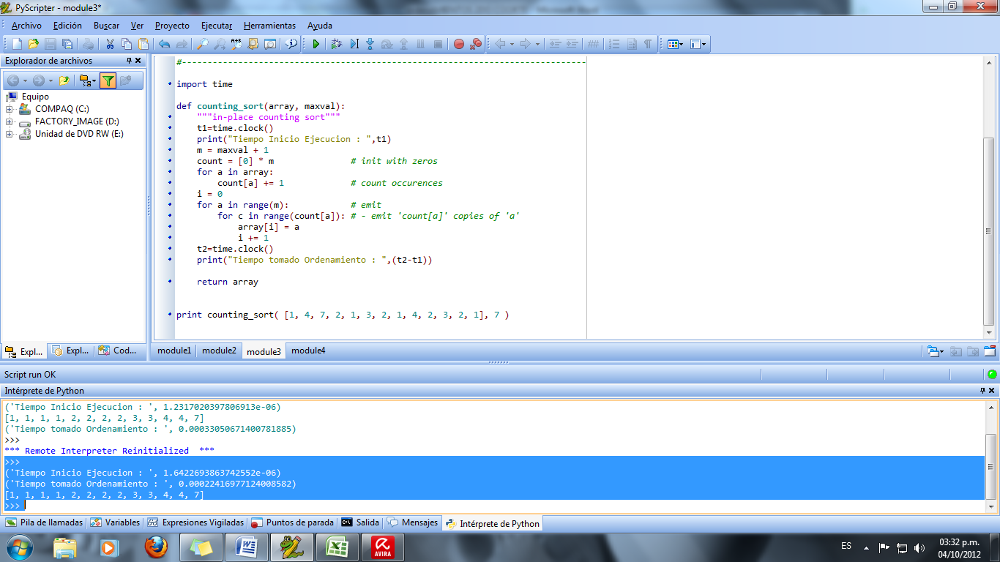 PyScripter - module3*
Archivo Edición Buscar Ver Proyecto Ejecutar Herramientas Ayuda
Explorador de archivos
Equipo
COMPAQ (C:)
FACTORY_IMAGE (D:)
Unidad de DVD RW (E:)
Expl... Expl... Cod...
#-------------------------------------------------------------------------------
import time
def counting_sort(array, maxval):
    """in-place counting sort"""
    t1=time.clock()
    print("Tiempo Inicio Ejecucion : ",t1)
    m = maxval + 1
    count = [0] * m               # init with zeros
    for a in array:
        count[a] += 1             # count occurences
    i = 0
    for a in range(m):            # emit
        for c in range(count[a]): # - emit 'count[a]' copies of 'a'
            array[i] = a
            i += 1
    t2=time.clock()
    print("Tiempo tomado Ordenamiento : ",(t2-t1))
    return array
print counting_sort( [1, 4, 7, 2, 1, 3, 2, 1, 4, 2, 3, 2, 1], 7 )
module1 module2 module3 module4
Script run OK
Intérprete de Python
('Tiempo Inicio Ejecucion : ', 1.2317020397806913e-06)
[1, 1, 1, 1, 2, 2, 2, 2, 3, 3, 4, 4, 7]
('Tiempo tomado Ordenamiento : ', 0.00033050671400781885)
>>>
*** Remote Interpreter Reinitialized  ***
>>>
('Tiempo Inicio Ejecucion : ', 1.6422693863742552e-06)
('Tiempo tomado Ordenamiento : ', 0.00022416977124008582)
[1, 1, 1, 1, 2, 2, 2, 2, 3, 3, 4, 4, 7]
>>>
Pila de llamadas Variables Expresiones Vigiladas Puntos de parada Salida Mensajes Intérprete de Python
AVIRA
ES
03:32 p.m.
04/10/2012